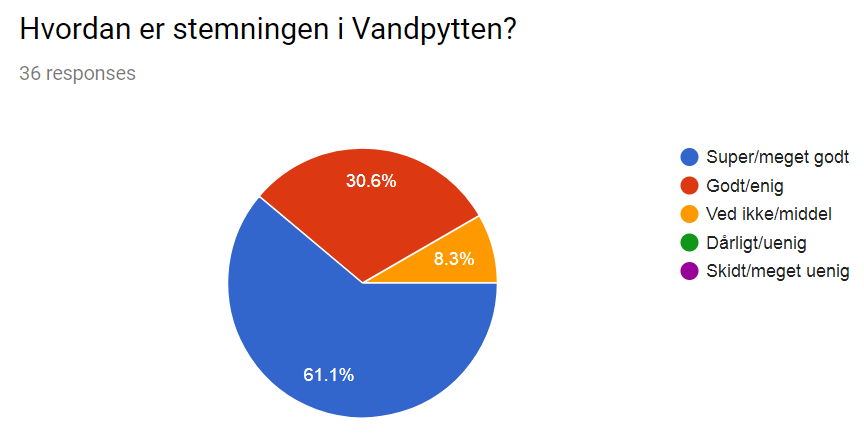 Hvordan er stemningen i Vandpytten?
36 responses
30.6%
8.3%
61.1%
Super/meget godt
Godt/enig
Ved ikke/middel
Dårligt/uenig
Skidt/meget uenig